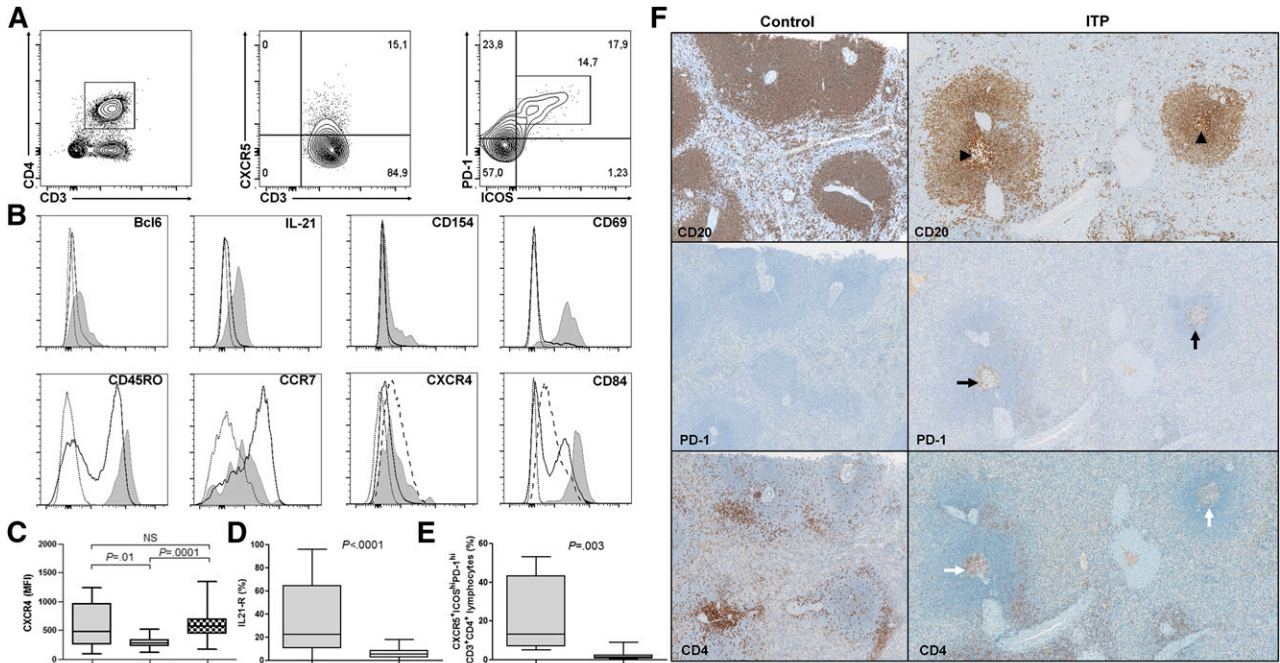 A
CD4
CD3
0
15,1
0
84,9
CXCR5
CD3
23,8
17,9
14,7
57,0
1,23
PD-1
ICOS
B
Bcl6
IL-21
CD154
CD69
CD45RO
CCR7
CXCR4
CD84
C
CXCR4 (MFI)
2000
1500
1000
500
0
NS
P=.01
P=.0001
D
IL21-R (%)
100
80
60
40
20
0
P<.0001
E
CXCR5⁺ICOSʰⁱPD-1ʰⁱ
CD3⁺CD4⁺ lymphocytes (%)
60
40
20
0
P=.003
F
Control
ITP
CD20
CD20
PD-1
PD-1
CD4
CD4